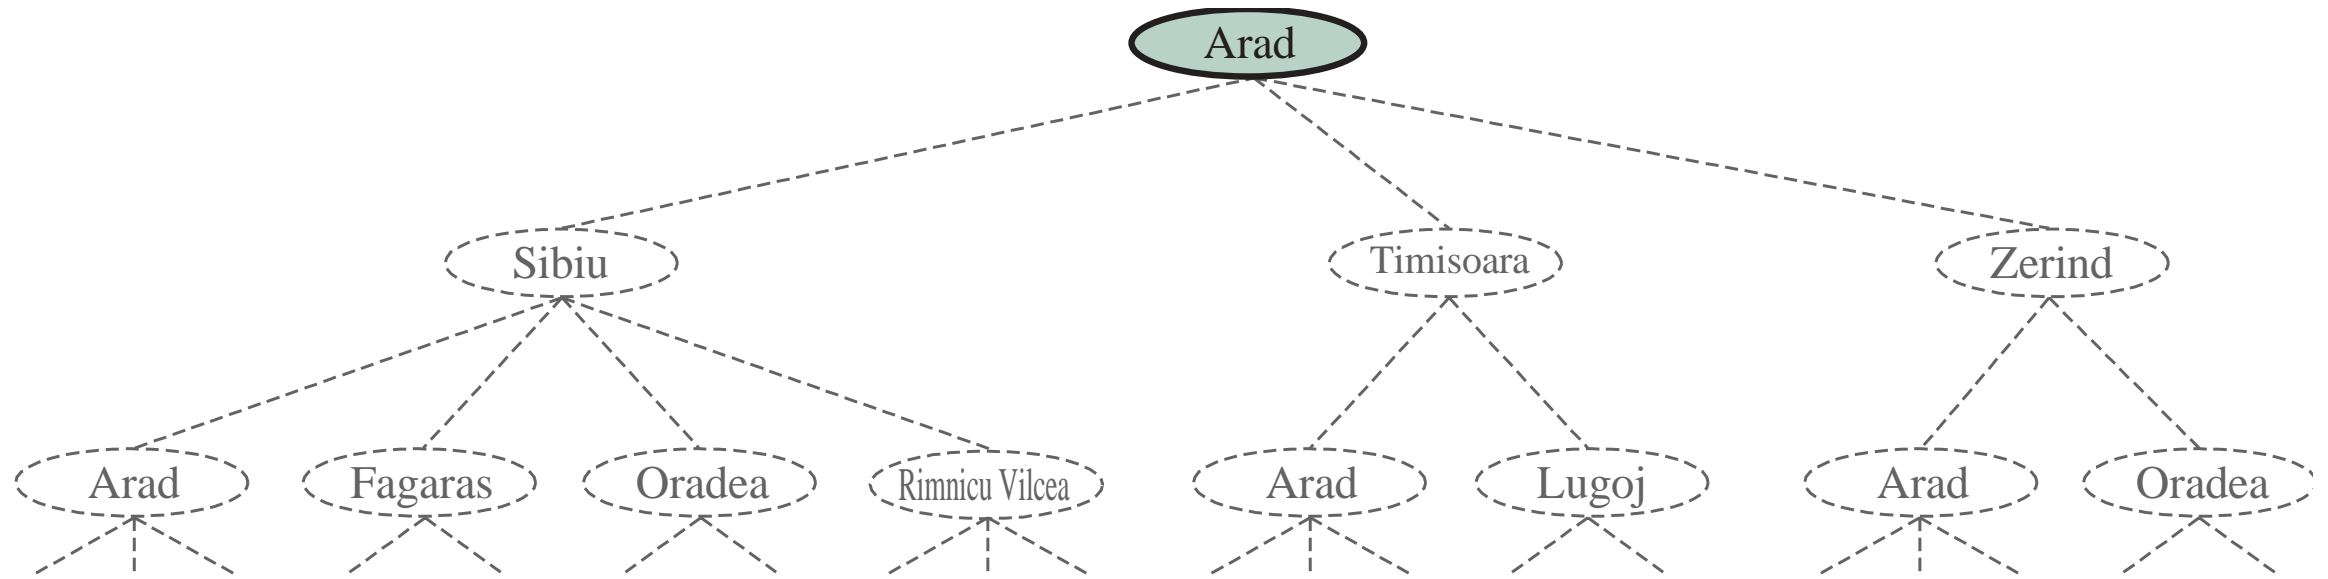 Arad
Sibiu
Timisoara
Zerind
Arad
Fagaras
Oradea
Rimnicu Vilcea
Arad
Lugoj
Arad
Oradea